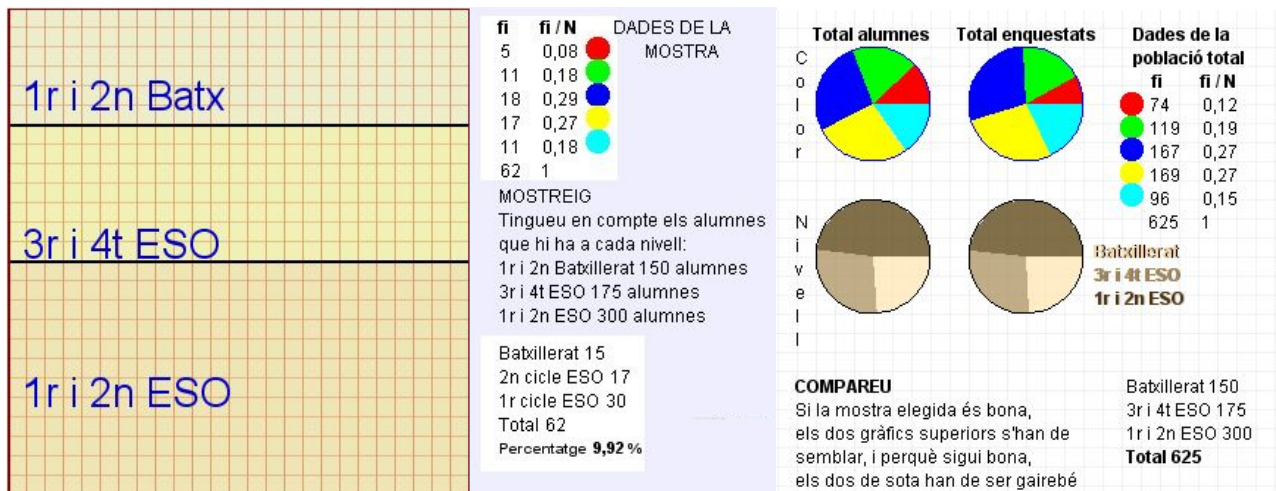 1r i 2n Batx
3r i 4t ESO
1r i 2n ESO
fi fi/N DADES DE LA
5 0,08 MOSTRA
11 0,18
18 0,29
17 0,27
11 0,18
62 1
MOSTREIG
Tingueu en compte els alumnes
que hi ha a cada nivell:
1r i 2n Batxillerat 150 alumnes
3r i 4t ESO 175 alumnes
1r i 2n ESO 300 alumnes
Batxillerat 15
2n cicle ESO 17
1r cicle ESO 30
Total 62
Percentatge 9,92 %
Total alumnes Total enquestats
Color
Nivell
Dades de la
població total
fi fi/N
74 0,12
119 0,19
167 0,27
169 0,27
96 0,15
625 1
Batxillerat
3r i 4t ESO
1r i 2n ESO
COMPAREU
Si la mostra elegida és bona,
els dos gràfics superiors s'han de
semblar, i perquè sigui bona,
els dos de sota han de ser gairebé
Batxillerat 150
3r i 4t ESO 175
1r i 2n ESO 300
Total 625